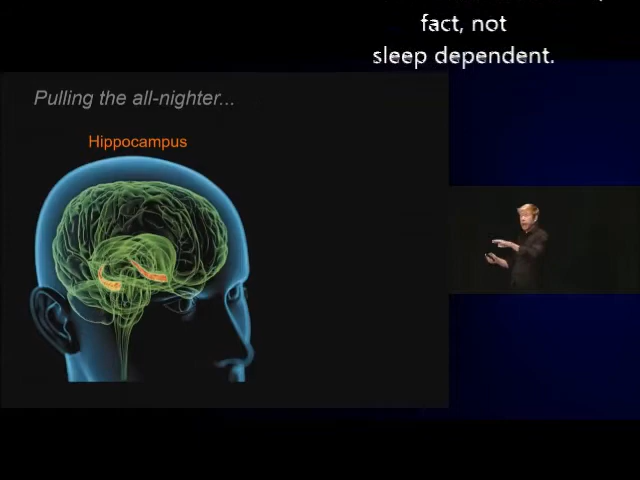 fact, not
sleep dependent.
Pulling the all-nighter...
Hippocampus